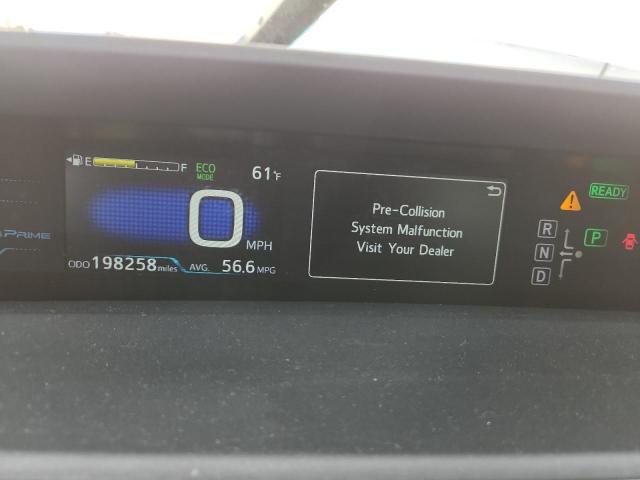 E F
ECO
MODE
61°F
0 MPH
ODO 198258 miles AVG. 56.6 MPG
Pre-Collision
System Malfunction
Visit Your Dealer
READY
R
N
D
P
PRIME